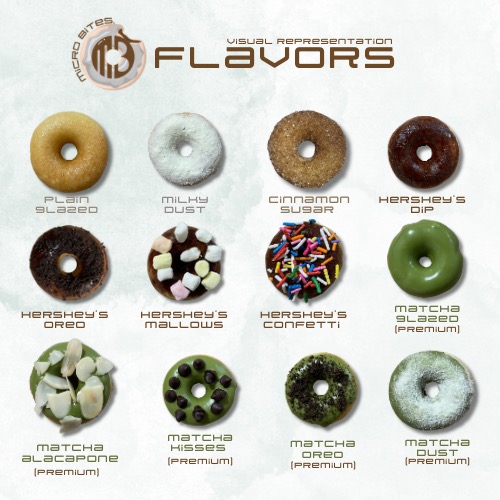 MICRO BITES
MB
VISUAL REPRESENTATION
FLAVORS
PLAIN
GLAZED
MILKY
DUST
CINNAMON
SUGAR
HERSHEY'S
DIP
HERSHEY'S
OREO
HERSHEY'S
MALLOWS
HERSHEY'S
CONFETTI
MATCHA
GLAZED
(PREMIUM)
MATCHA
ALACAPONE
(PREMIUM)
MATCHA
KISSES
(PREMIUM)
MATCHA
OREO
(PREMIUM)
MATCHA
DUST
(PREMIUM)